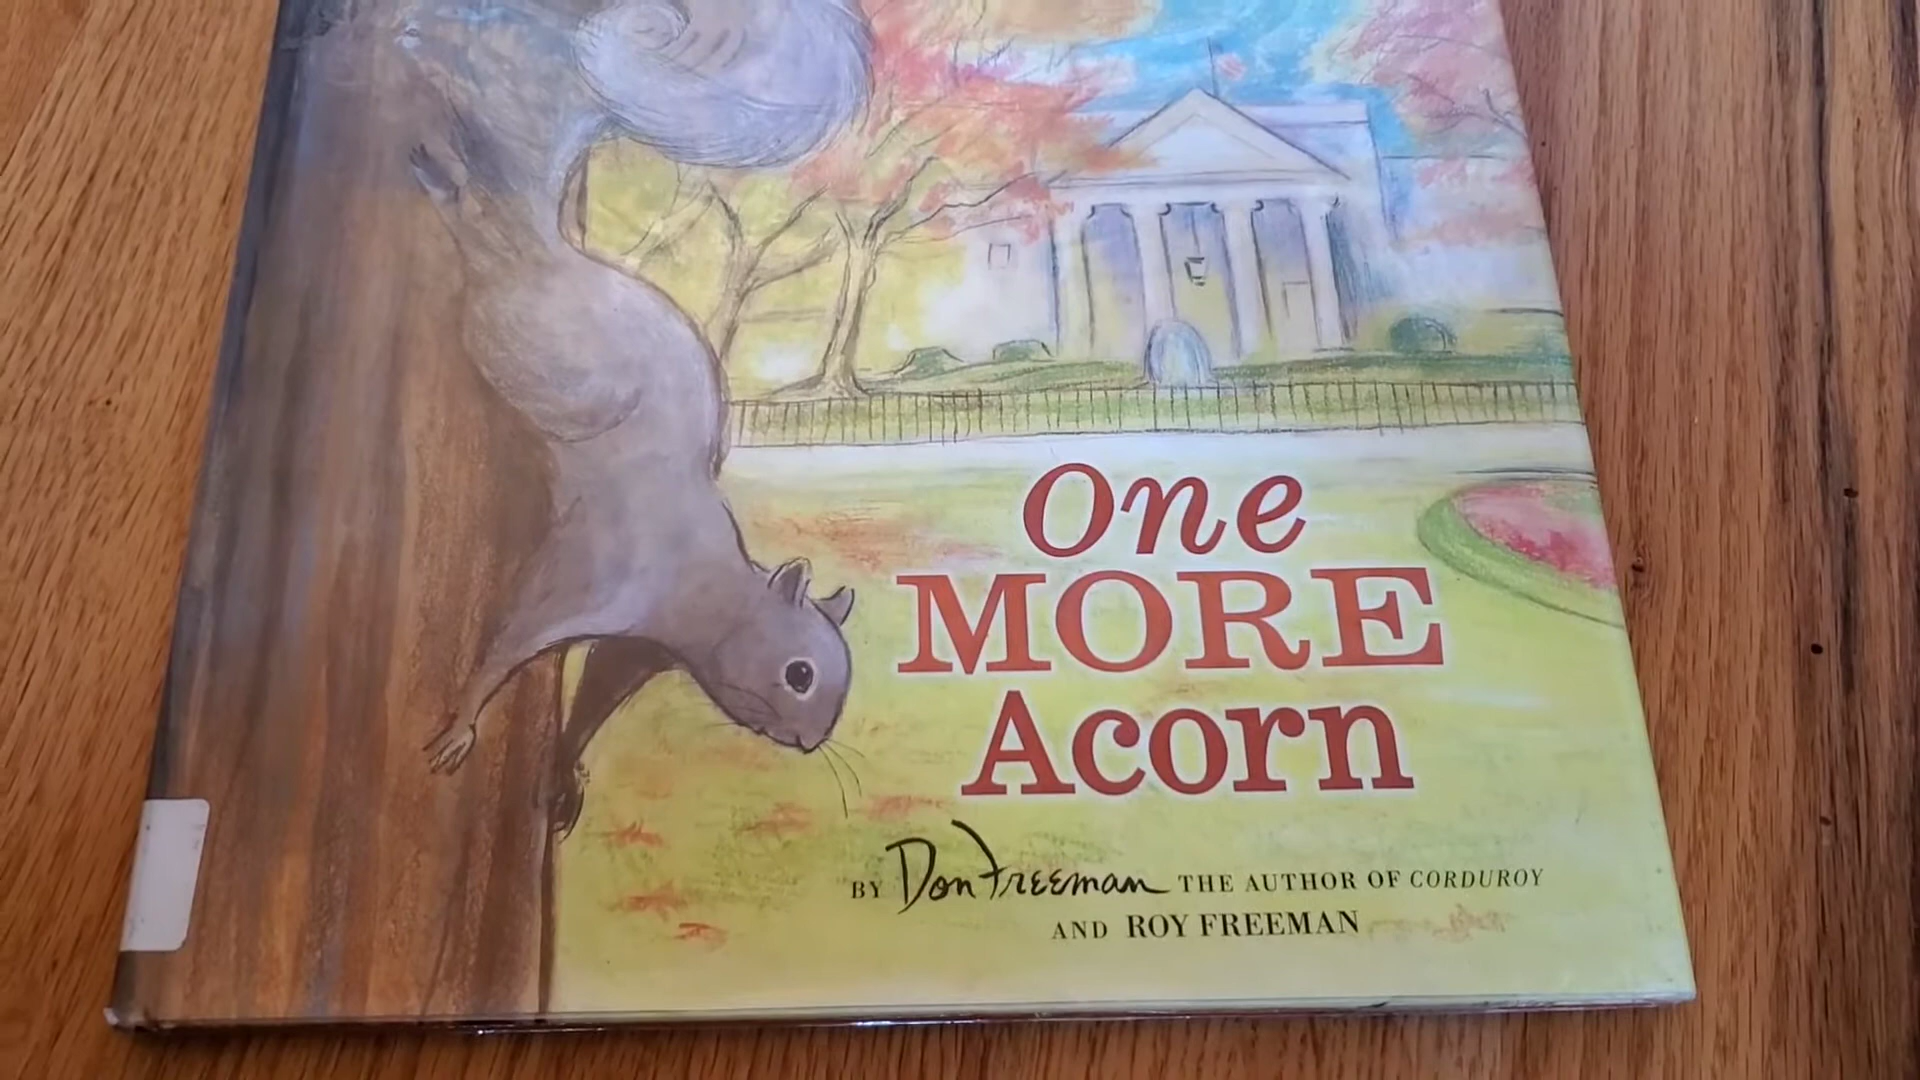 One
MORE
Acorn
BY Don Freeman THE AUTHOR OF CORDUROY
AND ROY FREEMAN